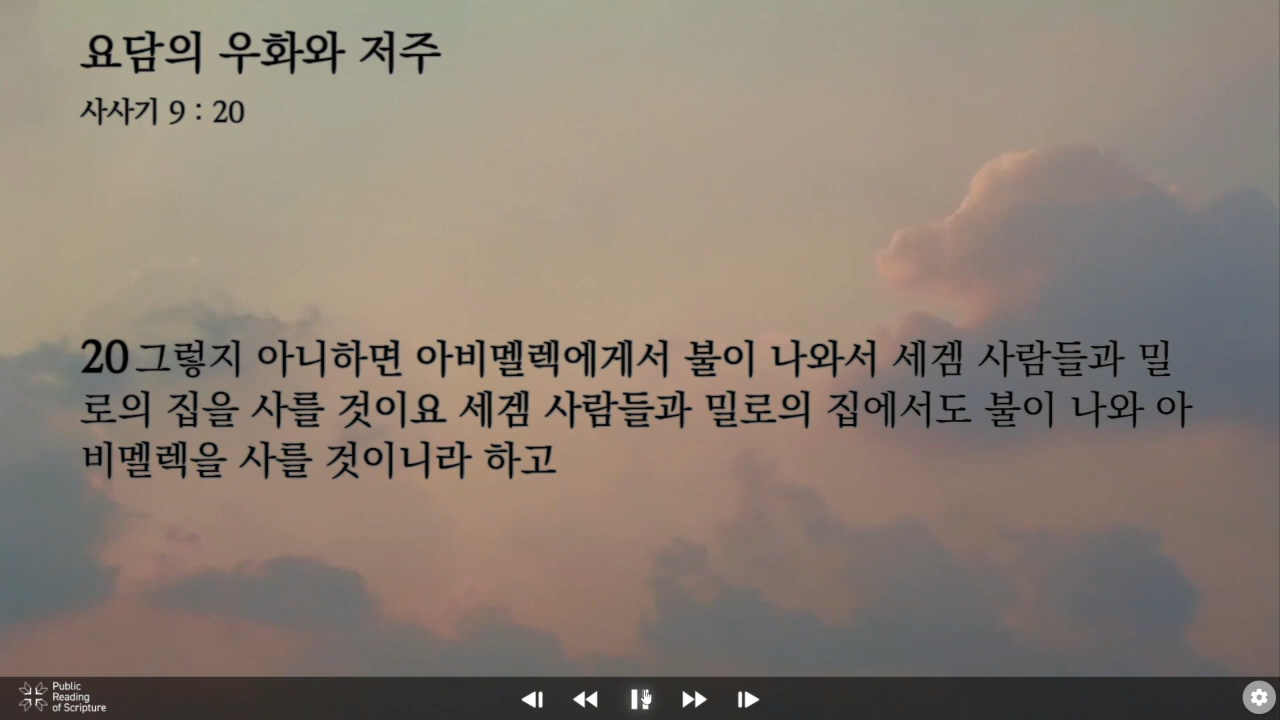 요담의 우화와 저주
사사기 9 : 20
20 그렇지 아니하면 아비멜렉에게서 불이 나와서 세겜 사람들과 밀
로의 집을 사를 것이요 세겜 사람들과 밀로의 집에서도 불이 나와 아
비멜렉을 사를 것이니라 하고
Public
Reading
of Scripture